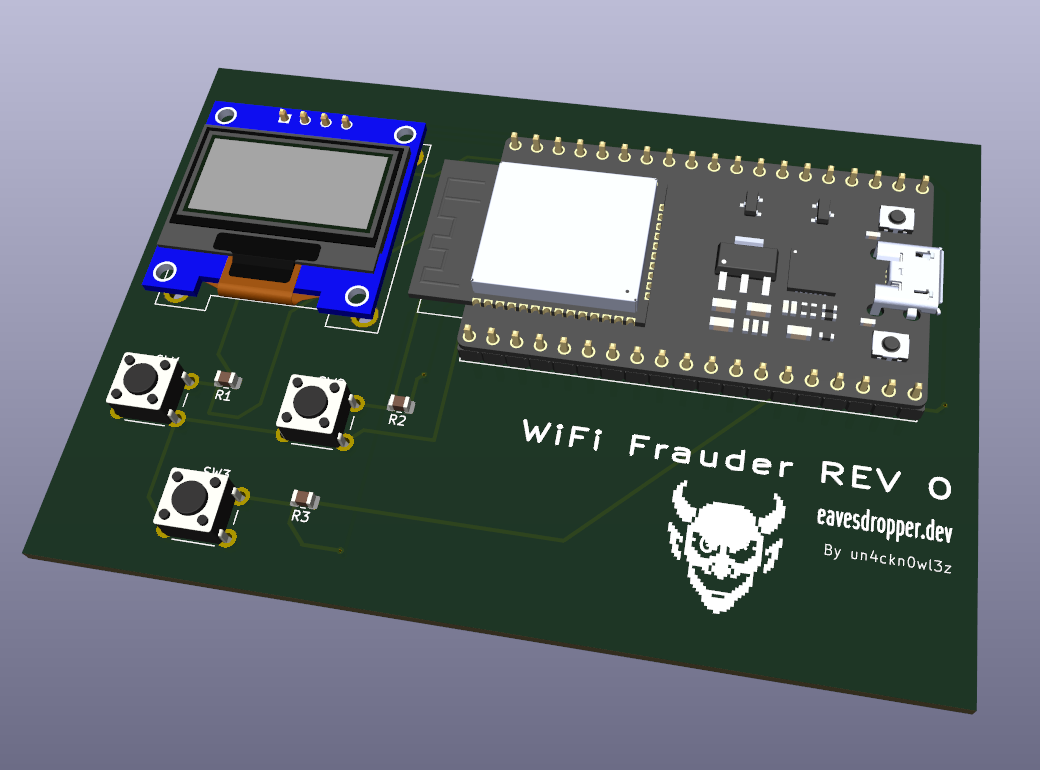 R1
R2
SW3
R3
WiFi Frauder REV 0
eavesdropper.dev
By un4ckn0wl3z